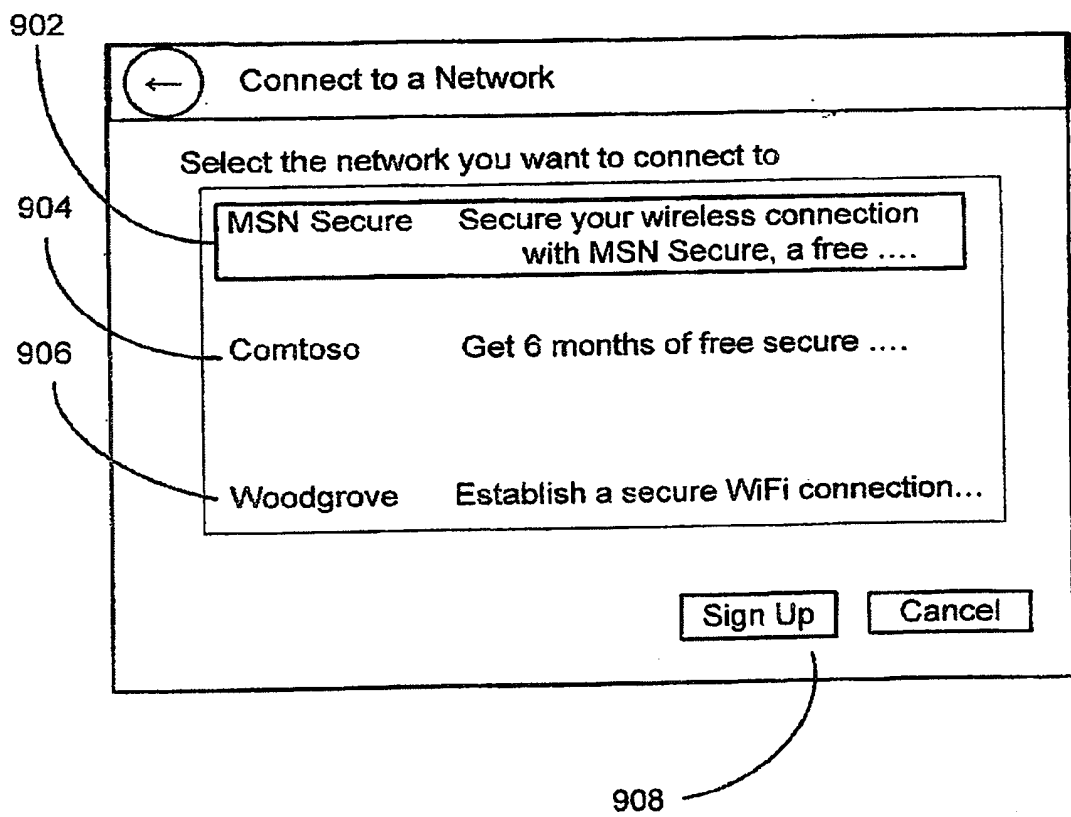 902
← Connect to a Network
Select the network you want to connect to
904
MSN Secure Secure your wireless connection
with MSN Secure, a free ....
906
Comtoso Get 6 months of free secure ....
Woodgrove Establish a secure WiFi connection...
Sign Up Cancel
908